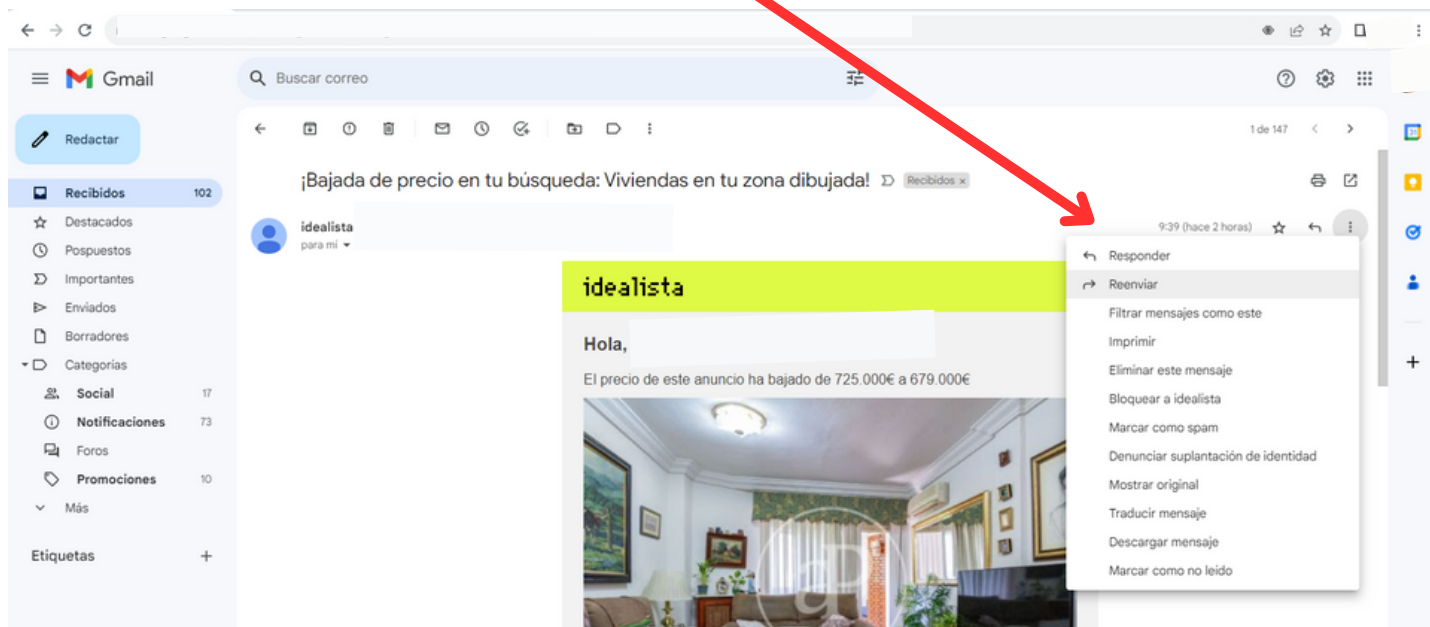 Gmail
Buscar correo
Redactar
1 de 147
Recibidos 102
¡Bajada de precio en tu búsqueda: Viviendas en tu zona dibujada!
Recibidos ×
Destacados
idealista
9:39 (hace 2 horas)
para mí
Pospuestos
Importantes
Enviados
Borradores
Categorías
Social 17
Notificaciones 73
Foros
Promociones 10
Más
Etiquetas
idealista
Hola,
El precio de este anuncio ha bajado de 725.000€ a 679.000€
aP
Responder
Reenviar
Filtrar mensajes como este
Imprimir
Eliminar este mensaje
Bloquear a idealista
Marcar como spam
Denunciar suplantación de identidad
Mostrar original
Traducir mensaje
Descargar mensaje
Marcar como no leído